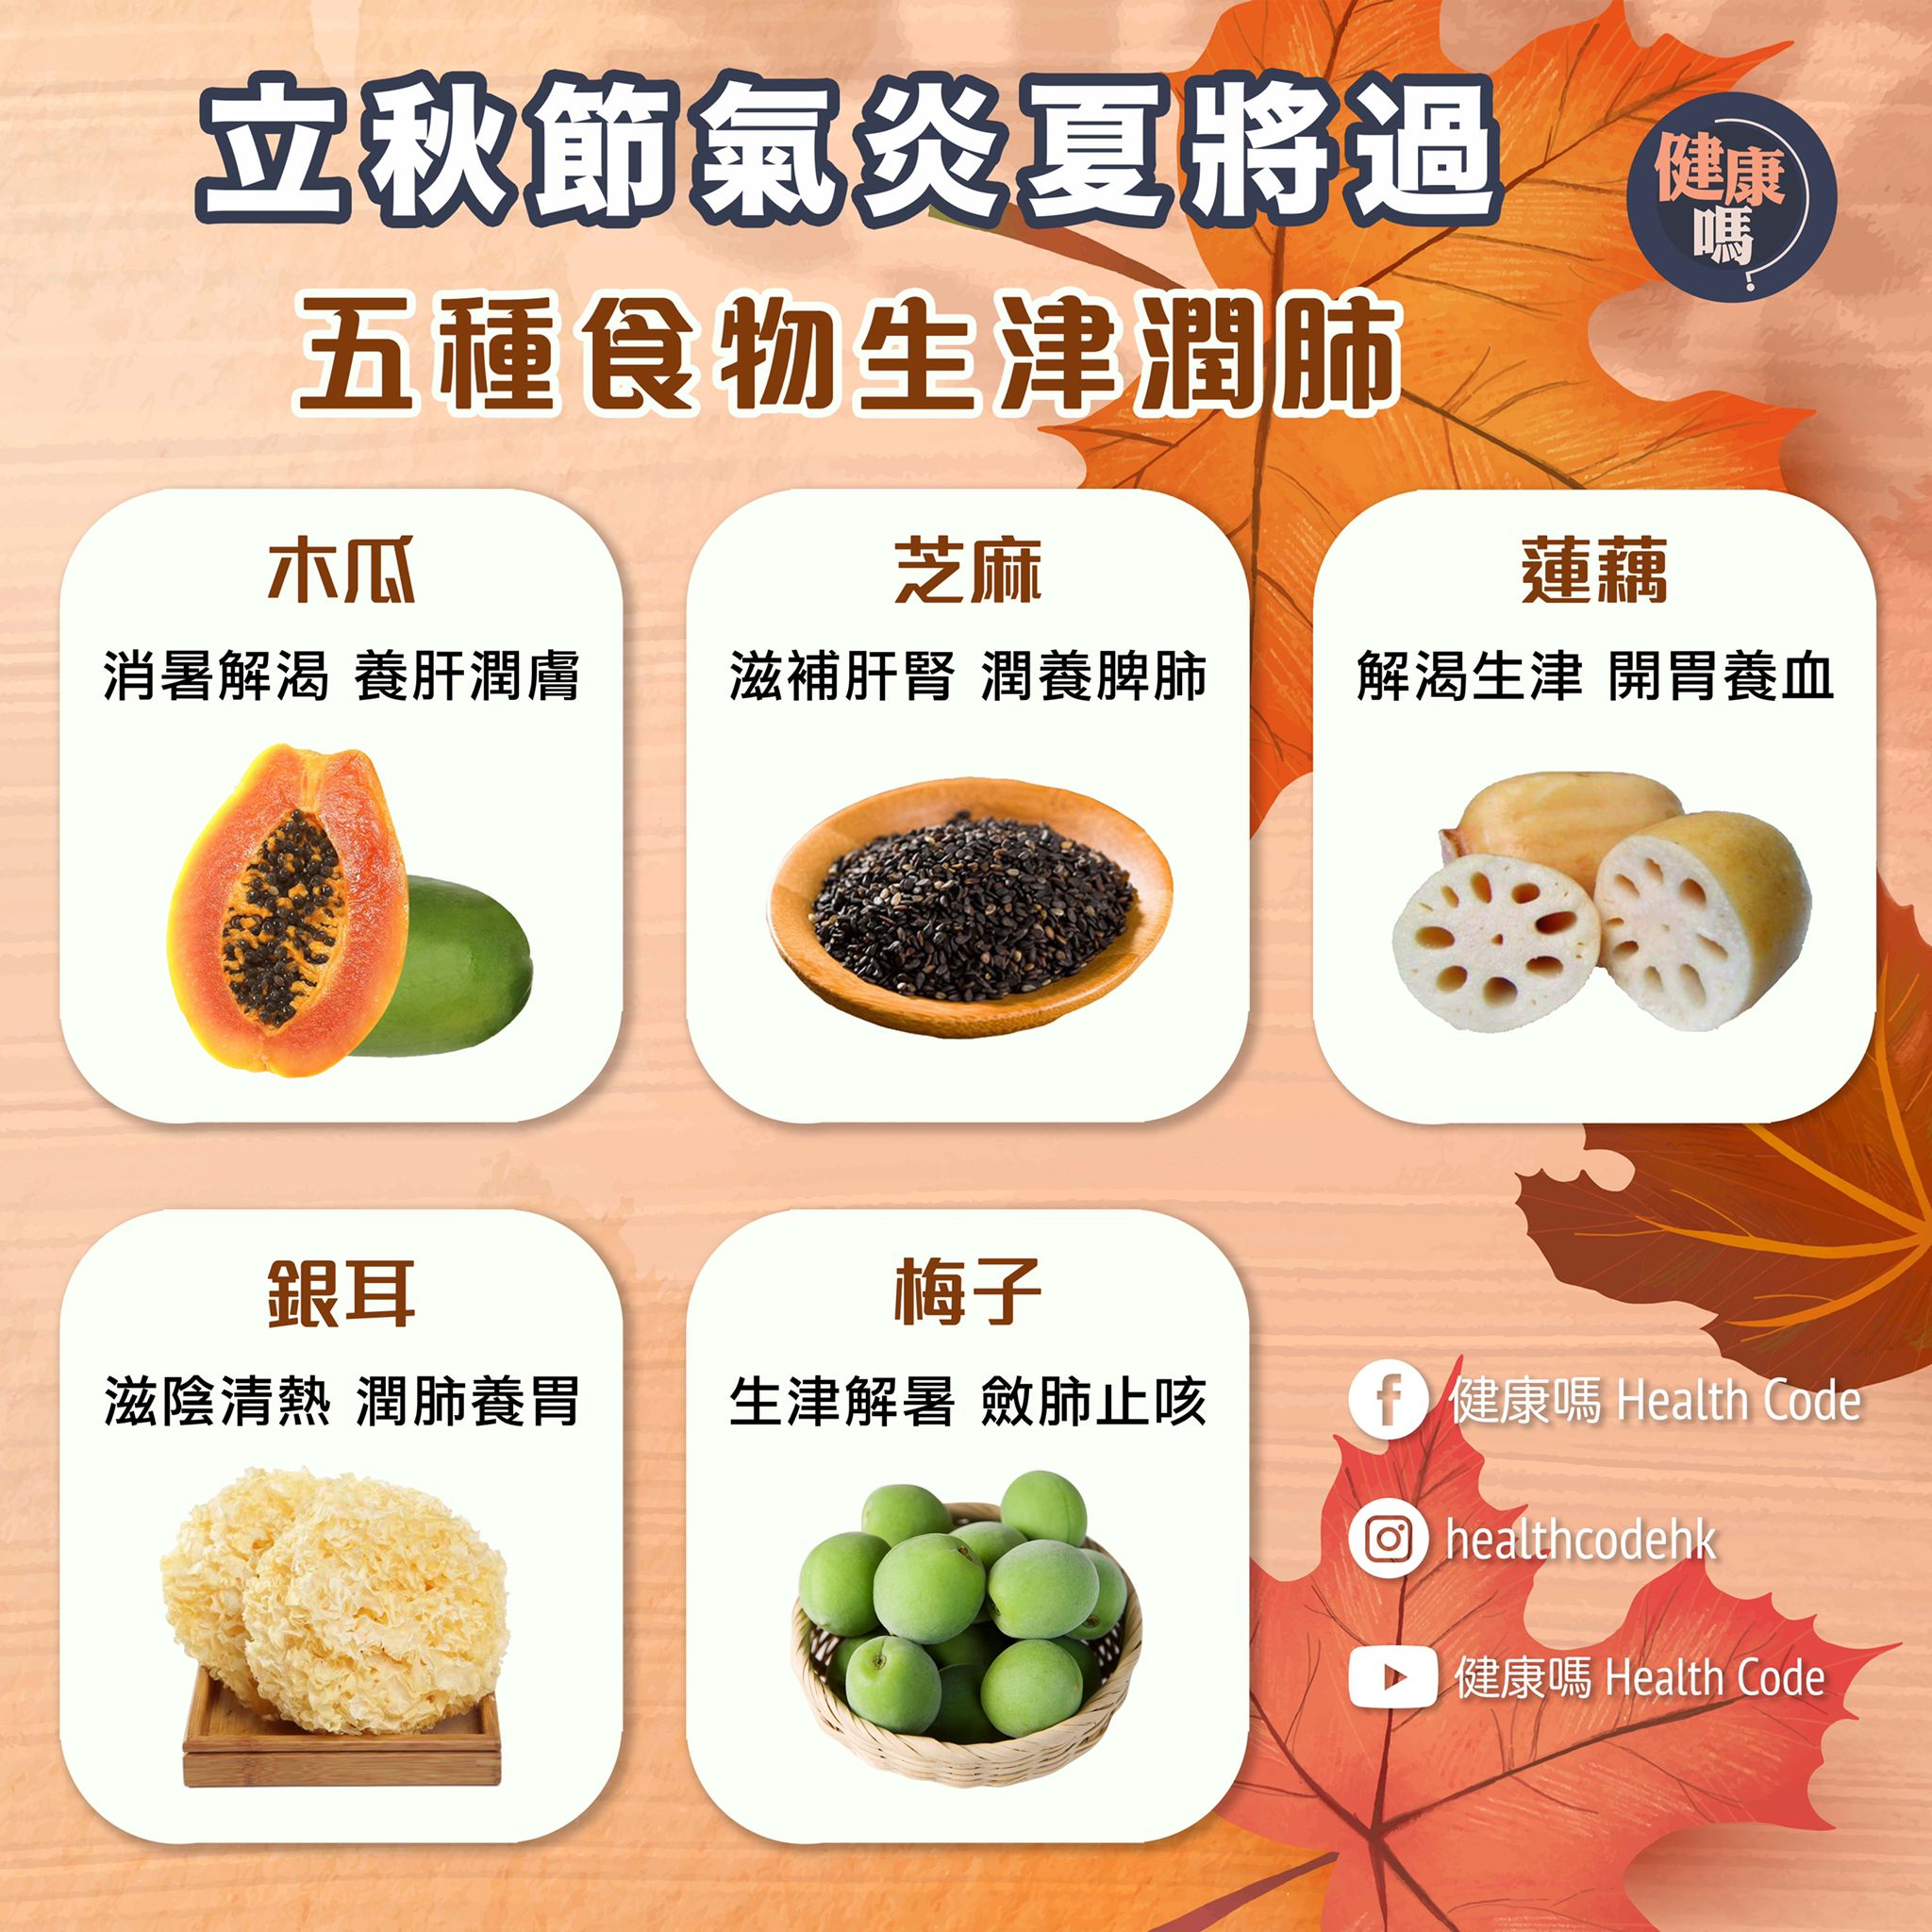 立秋節氣炎夏將過
健康
嗎?
五種食物生津潤肺
木瓜
消暑解渴 養肝潤膚
芝麻
滋補肝腎 潤養脾肺
蓮藕
解渴生津 開胃養血
銀耳
滋陰清熱 潤肺養胃
梅子
生津解暑 斂肺止咳
健康嗎 Health Code
healthcodehk
健康嗎 Health Code